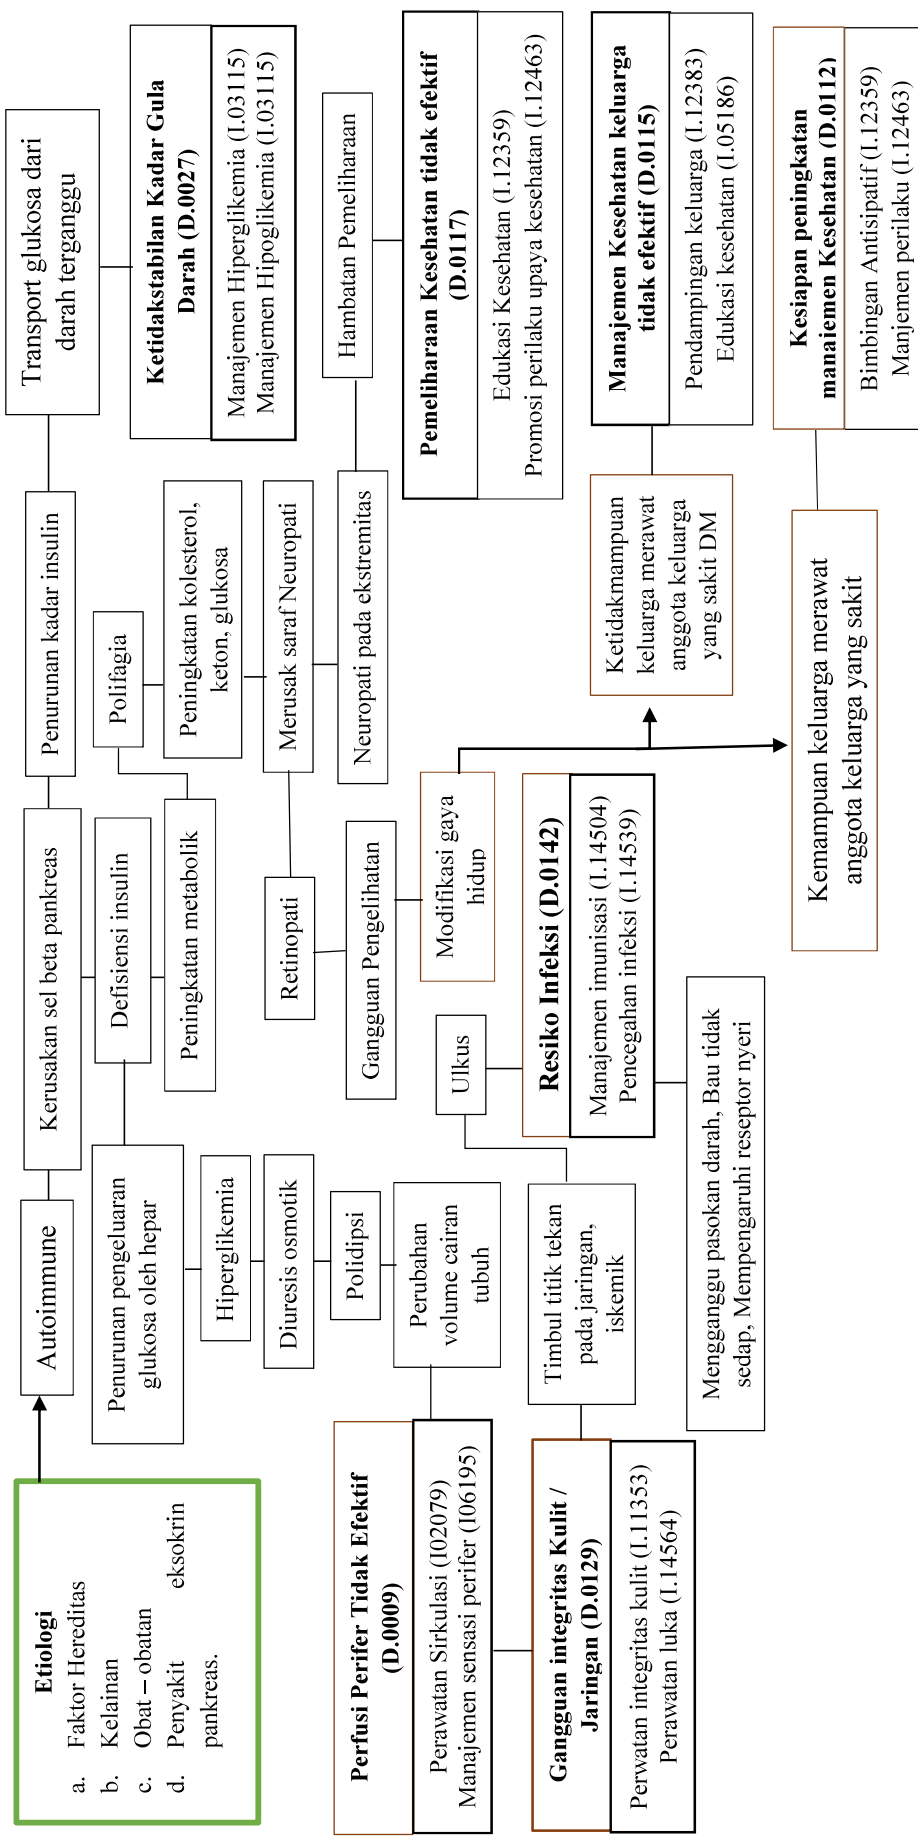 Etiologi
a. Faktor Hereditas
b. Kelainan
c. Obat – obatan
d. Penyakit eksokrin
pankreas.
Autoimmune
Kerusakan sel beta pankreas
Penurunan kadar insulin
Transport glukosa dari
darah terganggu
Ketidakstabilan Kadar Gula
Darah (D.0027)
Manajemen Hiperglikemia (I.03115)
Manajemen Hipoglikemia (I.03115)
Penurunan pengeluaran
glukosa oleh hepar
Defisiensi insulin
Polifagia
Peningkatan metabolik
Peningkatan kolesterol,
keton, glukosa
Hiperglikemia
Diuresis osmotik
Retinopati
Merusak saraf Neuropati
Polidipsi
Gangguan Pengelihatan
Neuropati pada ekstremitas
Hambatan Pemeliharaan
Perubahan
volume cairan
tubuh
Modifikasi gaya
hidup
Pemeliharaan Kesehatan tidak efektif
(D.0117)
Edukasi Kesehatan (I.12359)
Promosi perilaku upaya kesehatan (I.12463)
Perfusi Perifer Tidak Efektif
(D.0009)
Perawatan Sirkulasi (I02079)
Manajemen sensasi perifer (I06195)
Ulkus
Timbul titik tekan
pada jaringan,
iskemik
Resiko Infeksi (D.0142)
Manajemen imunisasi (I.14504)
Pencegahan infeksi (I.14539)
Gangguan integritas Kulit /
Jaringan (D.0129)
Perwatan integritas kulit (I.11353)
Perawatan luka (I.14564)
Mengganggu pasokan darah, Bau tidak
sedap, Mempengaruhi reseptor nyeri
Ketidakmampuan
keluarga merawat
anggota keluarga
yang sakit DM
Manajemen Kesehatan keluarga
tidak efektif (D.0115)
Pendampingan keluarga (I.12383)
Edukasi kesehatan (I.05186)
Kemampuan keluarga merawat
anggota keluarga yang sakit
Kesiapan peningkatan
manaiemen Kesehatan (D.0112)
Bimbingan Antisipatif (I.12359)
Manjemen perilaku (I.12463)